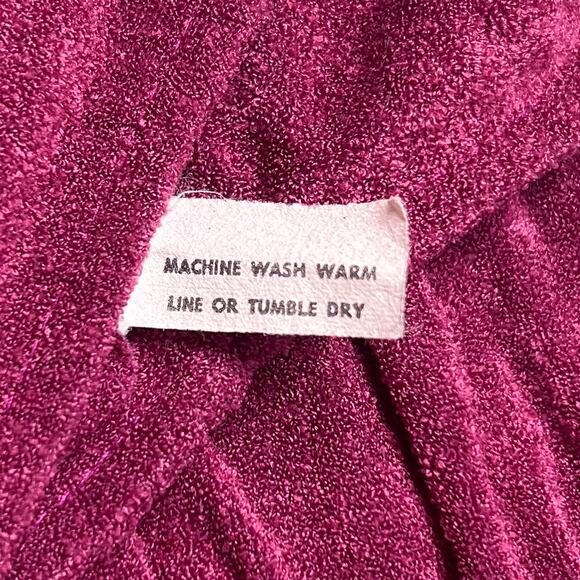 MACHINE WASH WARM
LINE OR TUMBLE DRY